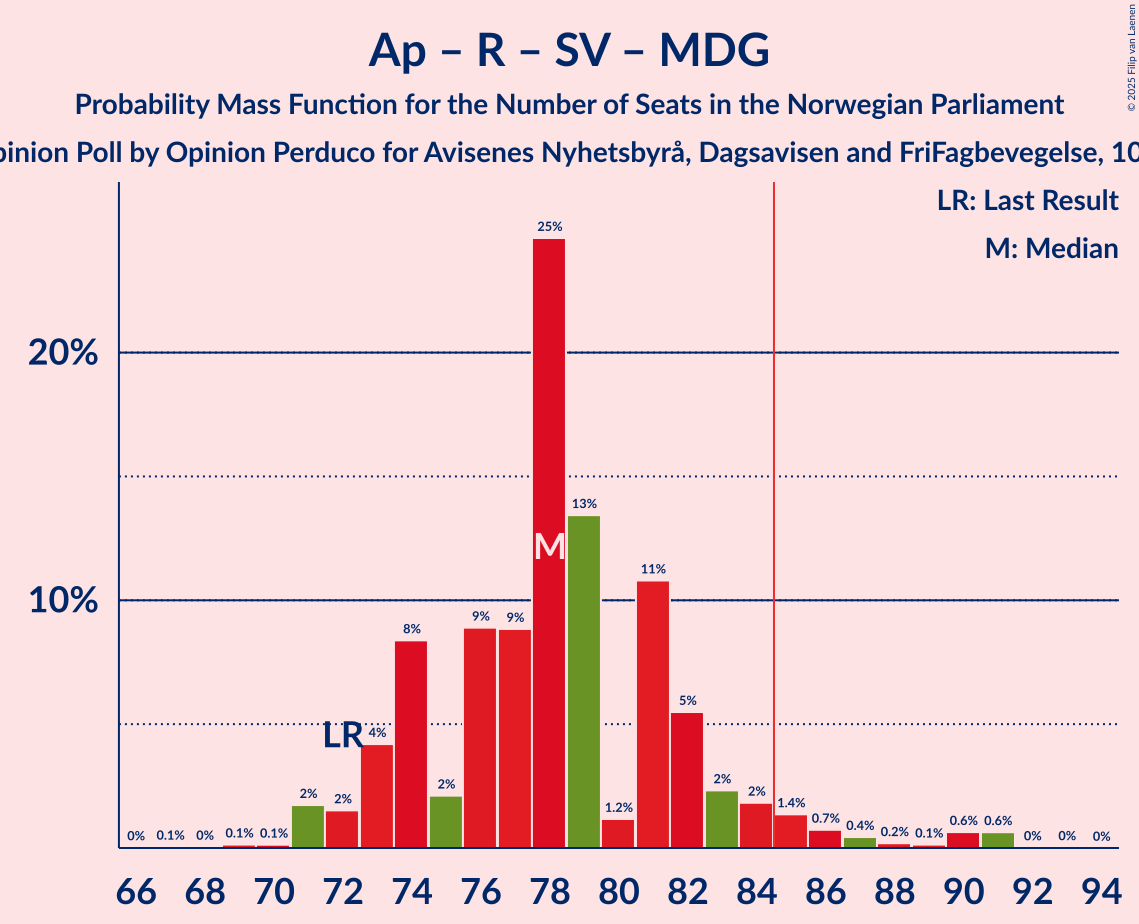 Ap – R – SV – MDG
Probability Mass Function for the Number of Seats in the Norwegian Parliament
pinion Poll by Opinion Perduco for Avisenes Nyhetsbyrå, Dagsavisen and FriFagbevegelse, 10
© 2025 Filip van Laenen
LR: Last Result
M: Median
20%
10%
0% 0.1% 0% 0.1% 0.1% 2% 2% 4% 8% 2% 9% 9% 25% 13% 1.2% 11% 5% 2% 2% 1.4% 0.7% 0.4% 0.2% 0.1% 0.6% 0.6% 0% 0% 0%
LR
M
66 68 70 72 74 76 78 80 82 84 86 88 90 92 94